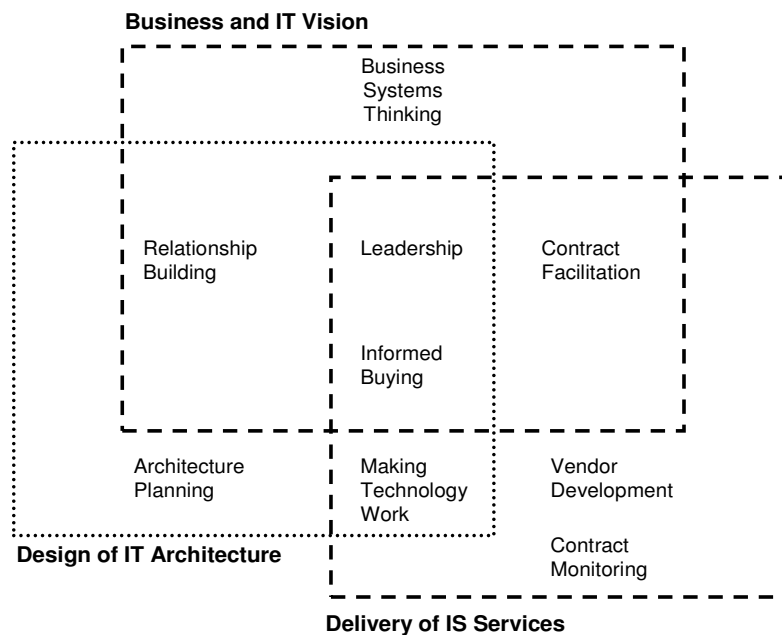 Business and IT Vision
Business
Systems
Thinking
Relationship
Building
Leadership
Contract
Facilitation
Informed
Buying
Architecture
Planning
Making
Technology
Work
Vendor
Development
Contract
Monitoring
Design of IT Architecture
Delivery of IS Services